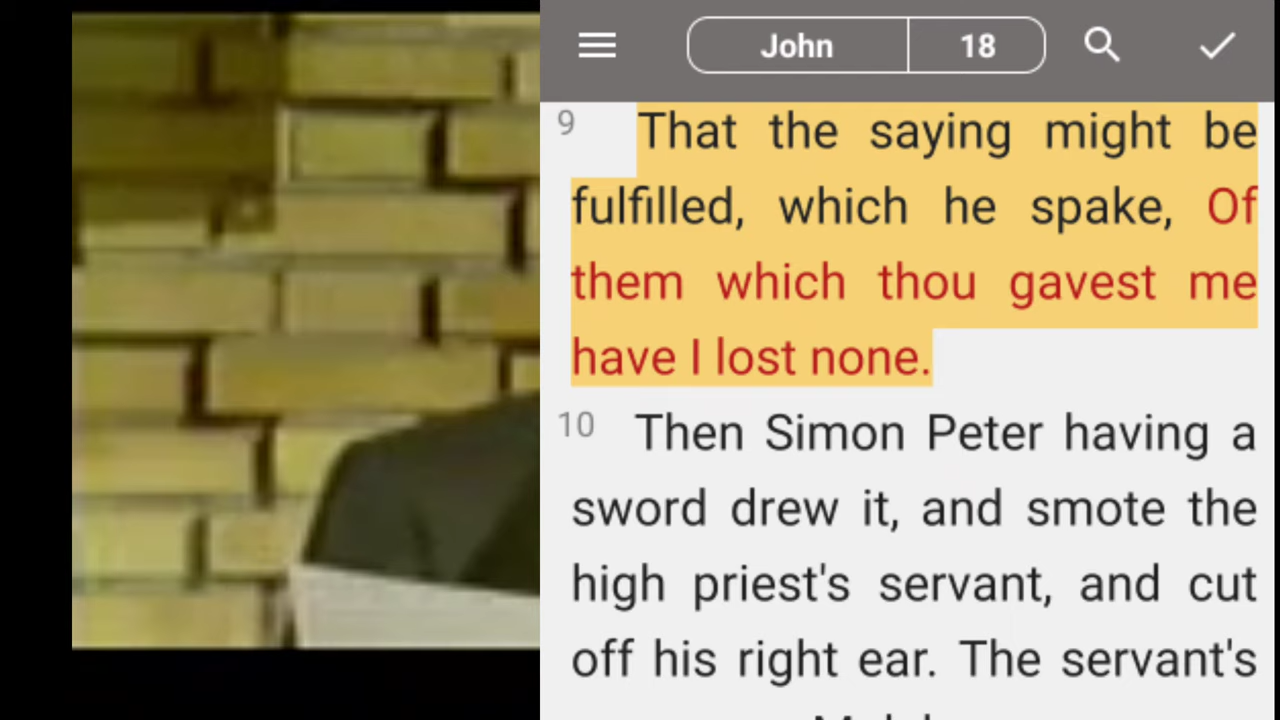 John 18
9 That the saying might be
fulfilled, which he spake, Of
them which thou gavest me
have I lost none.
10 Then Simon Peter having a
sword drew it, and smote the
high priest's servant, and cut
off his right ear. The servant's